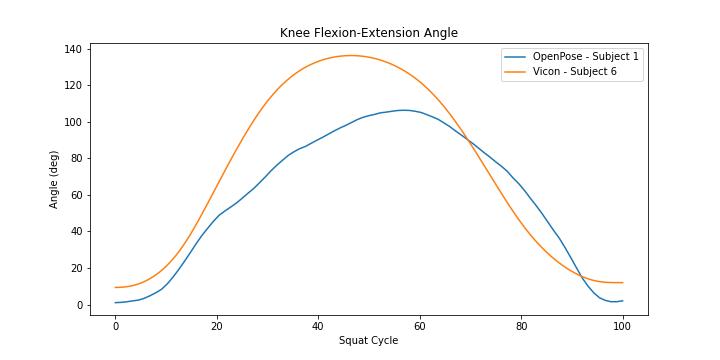 Knee Flexion-Extension Angle
OpenPose - Subject 1
Vicon - Subject 6
Angle (deg)
140
120
100
80
60
40
20
0
0 20 40 60 80 100
Squat Cycle